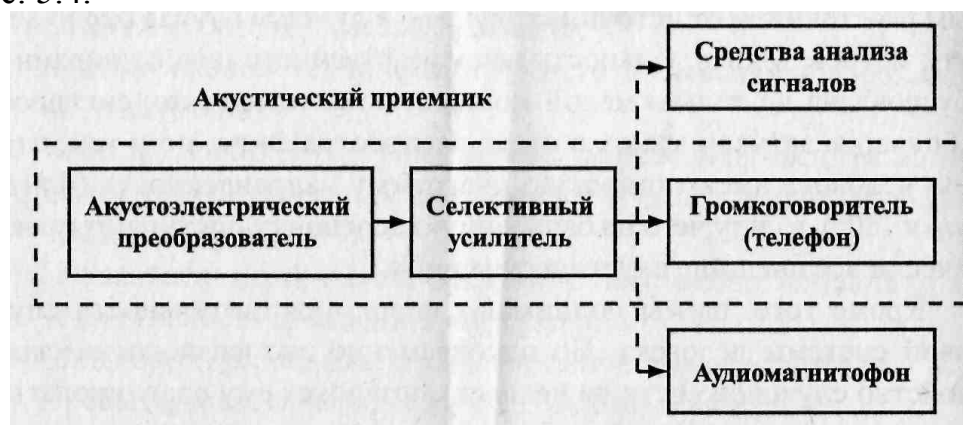 Средства анализа
сигналов
Акустический приемник
Акустоэлектрический
преобразователь
Селективный
усилитель
Громкоговоритель
(телефон)
Аудиомагнитофон